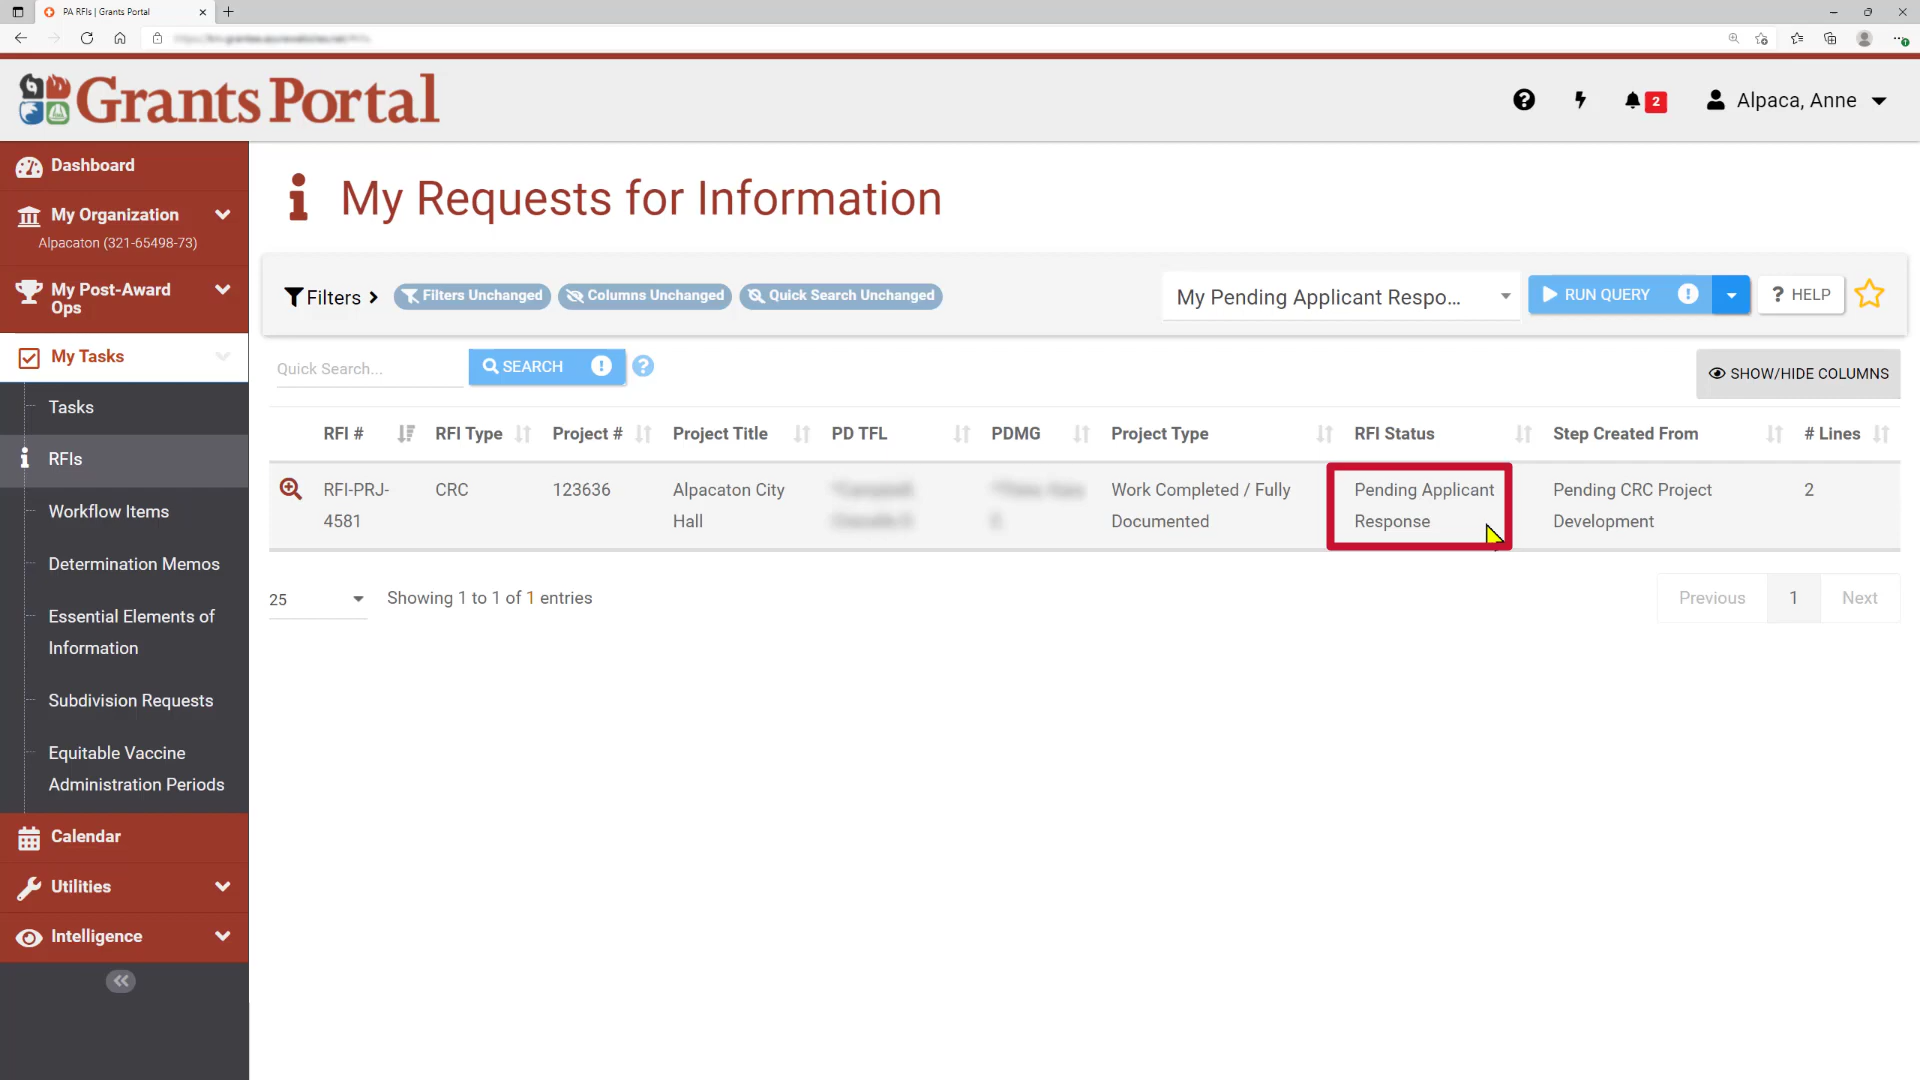 PA RFIs | Grants Portal
Grants Portal
2
Alpaca, Anne
Dashboard
My Organization
Alpacaton (321-65498-73)
My Post-Award
Ops
My Tasks
Tasks
RFIs
Workflow Items
Determination Memos
Essential Elements of
Information
Subdivision Requests
Equitable Vaccine
Administration Periods
Calendar
Utilities
Intelligence
My Requests for Information
Filters
Filters Unchanged
Columns Unchanged
Quick Search Unchanged
My Pending Applicant Respo...
RUN QUERY
? HELP
Quick Search...
SEARCH
SHOW/HIDE COLUMNS
RFI # RFI Type Project # Project Title PD TFL PDMG Project Type RFI Status Step Created From # Lines
RFI-PRJ- CRC 123636 Alpacaton City Work Completed / Fully Pending Applicant Pending CRC Project 2
4581 Hall Documented Response Development
25 Showing 1 to 1 of 1 entries
Previous 1 Next